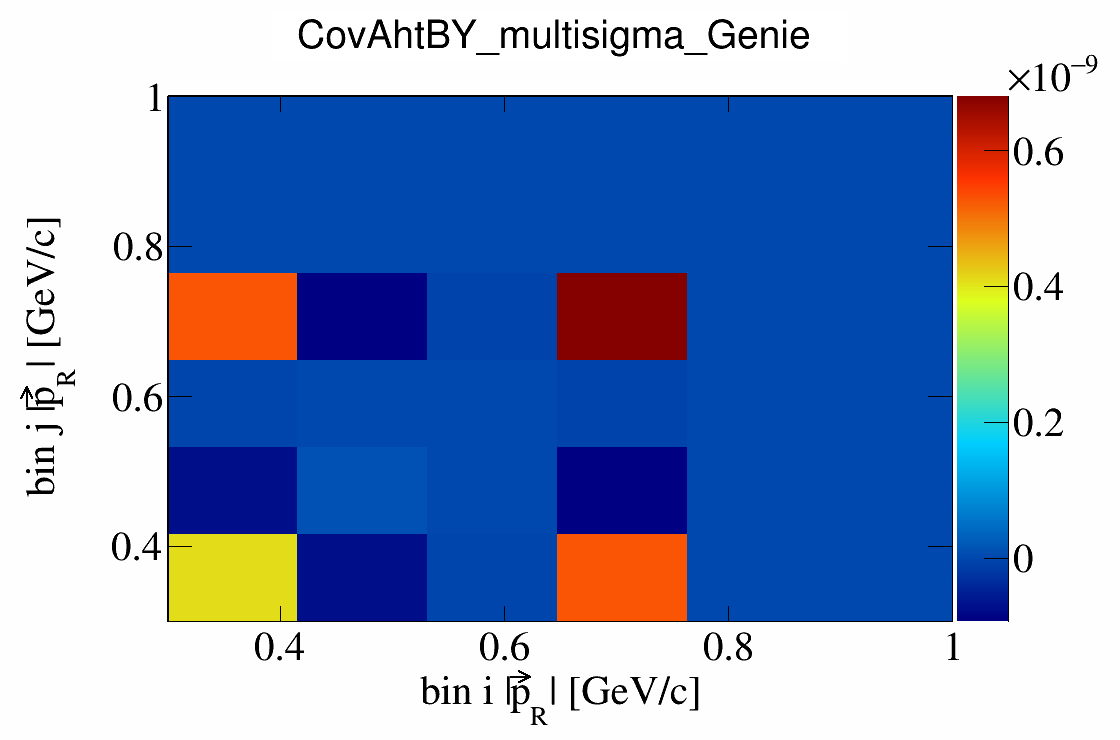 CovAhtBY_multisigma_Genie
×10⁻⁹
1
0.8
0.6
0.4
bin j |p⃗_R| [GeV/c]
0.6
0.4
0.2
0
0.4 0.6 0.8 1
bin i |p⃗_R| [GeV/c]